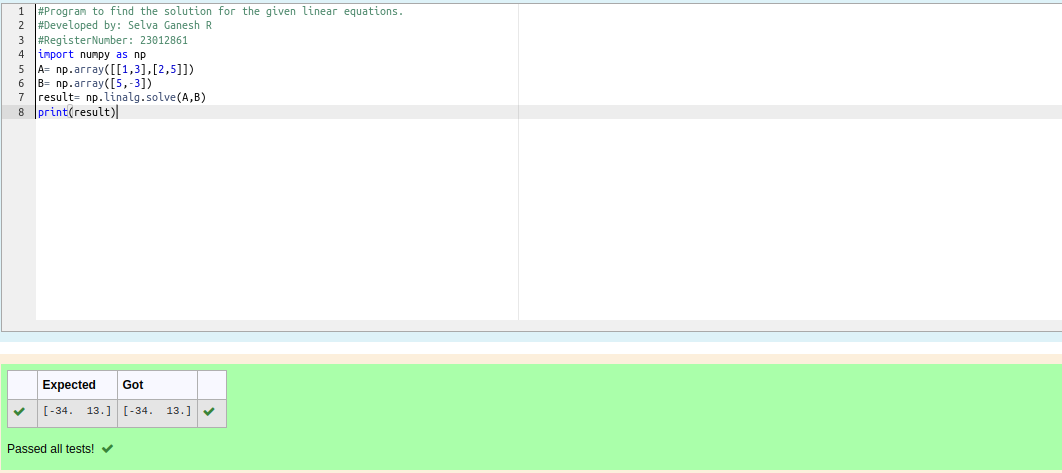 1 #Program to find the solution for the given linear equations.
2 #Developed by: Selva Ganesh R
3 #RegisterNumber: 23012861
4 import numpy as np
5 A= np.array([[1,3],[2,5]])
6 B= np.array([5,-3])
7 result= np.linalg.solve(A,B)
8 print(result)
Expected Got
[-34.  13.] [-34.  13.]
Passed all tests!